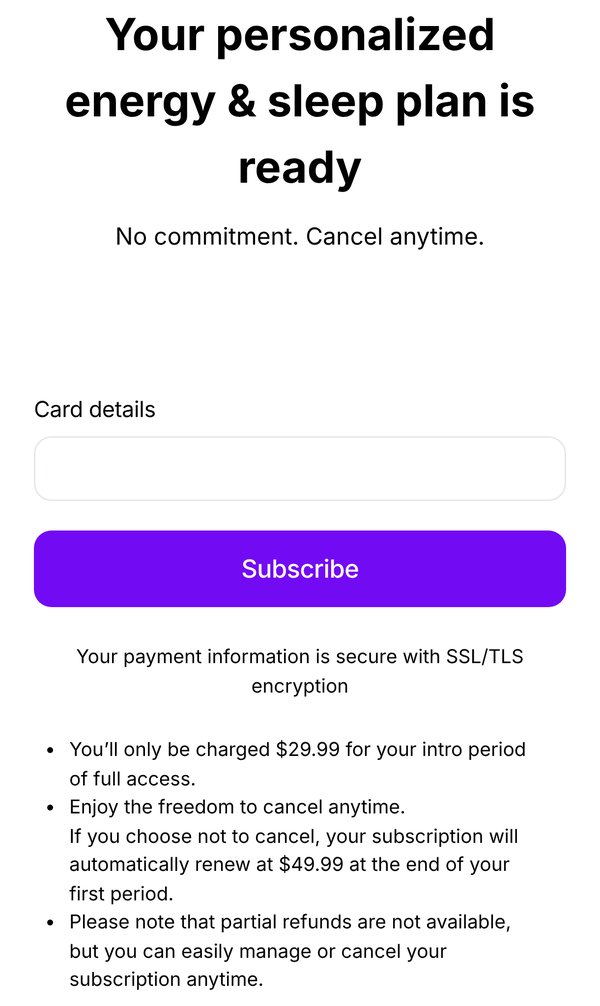 Your personalized
energy & sleep plan is
ready
No commitment. Cancel anytime.
Card details
Subscribe
Your payment information is secure with SSL/TLS
encryption
• You’ll only be charged $29.99 for your intro period
of full access.
• Enjoy the freedom to cancel anytime.
If you choose not to cancel, your subscription will
automatically renew at $49.99 at the end of your
first period.
• Please note that partial refunds are not available,
but you can easily manage or cancel your
subscription anytime.